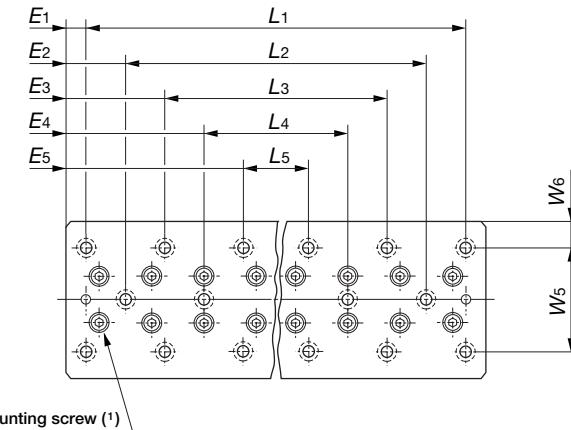 E1 L1
E2 L2
E3 L3
E4 L4
E5 L5
W6
W5
unting screw (1)